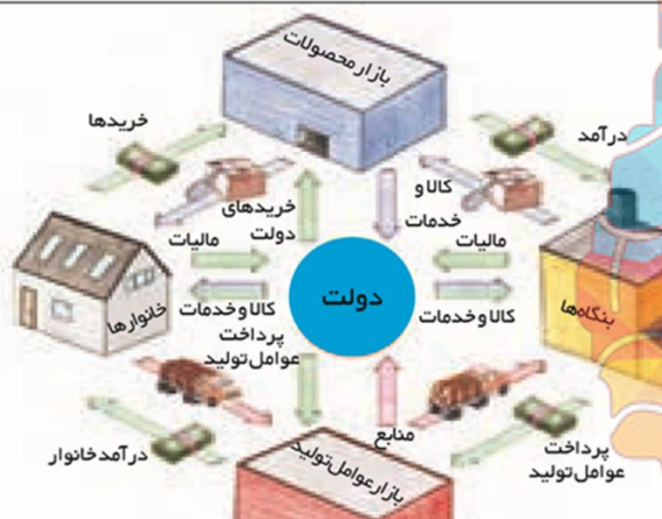 بازار محصولات
خریدها
درآمد
کالا و
خدمات
خریدهای
دولت
مالیات
مالیات
دولت
خانوارها
بنگاه‌ها
کالا و خدمات
کالا و خدمات
پرداخت
عوامل تولید
منابع
درآمد خانوار
پرداخت
عوامل تولید
بازار عوامل تولید